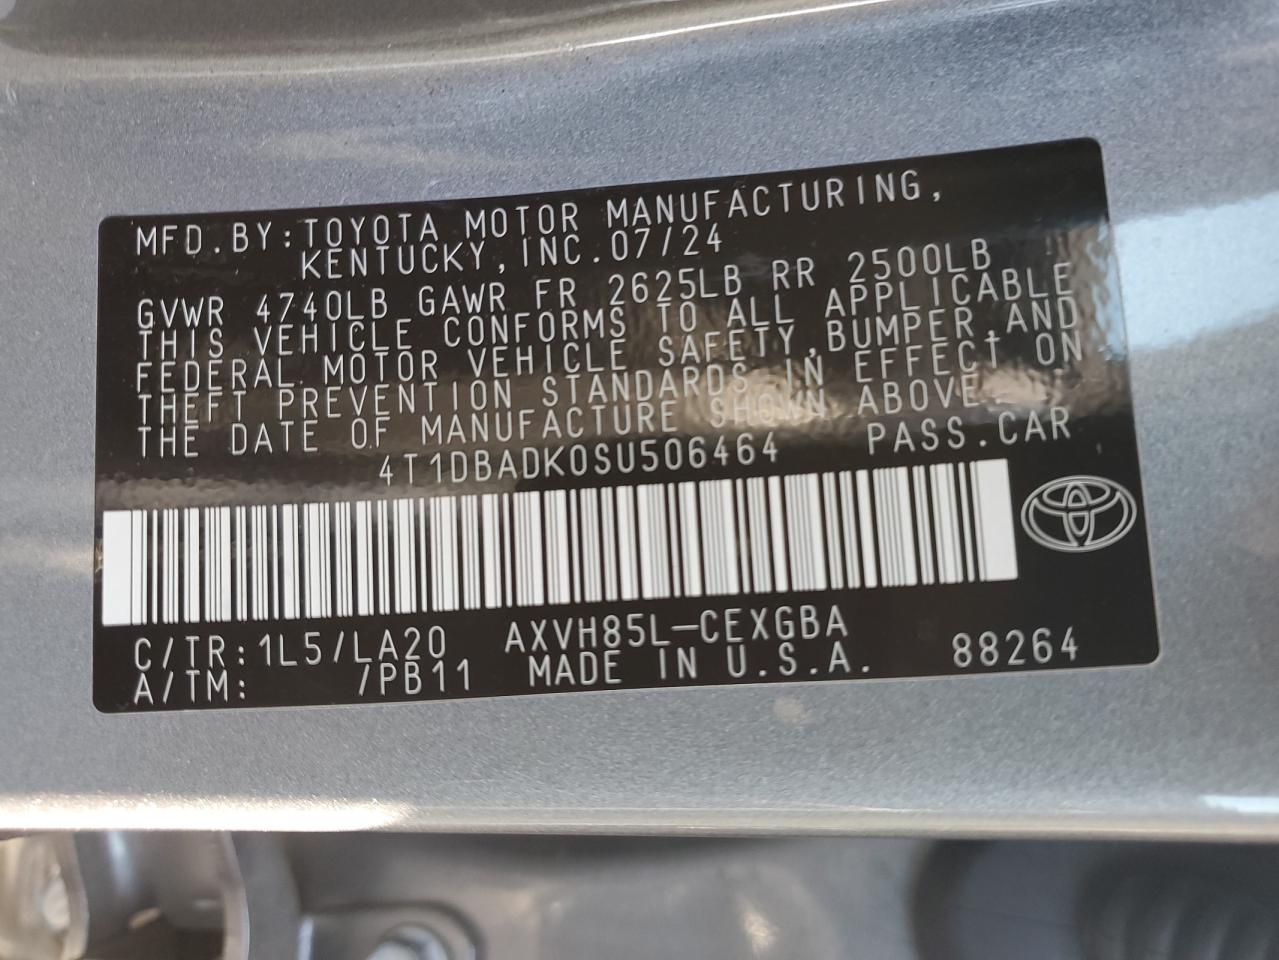 MFD.BY:TOYOTA MOTOR MANUFACTURING,
KENTUCKY,INC.07/24
GVWR 4740LB GAWR FR 2625LB RR 2500LB
THIS VEHICLE CONFORMS TO ALL APPLICABLE
FEDERAL MOTOR VEHICLE SAFETY,BUMPER,AND
THEFT PREVENTION STANDARDS IN EFFECT ON
THE DATE OF MANUFACTURE SHOWN ABOVE.
4T1DBADK0SU506464 PASS.CAR
C/TR:1L5/LA20 AXVH85L-CEXGBA
A/TM: /PB11 MADE IN U.S.A. 88264